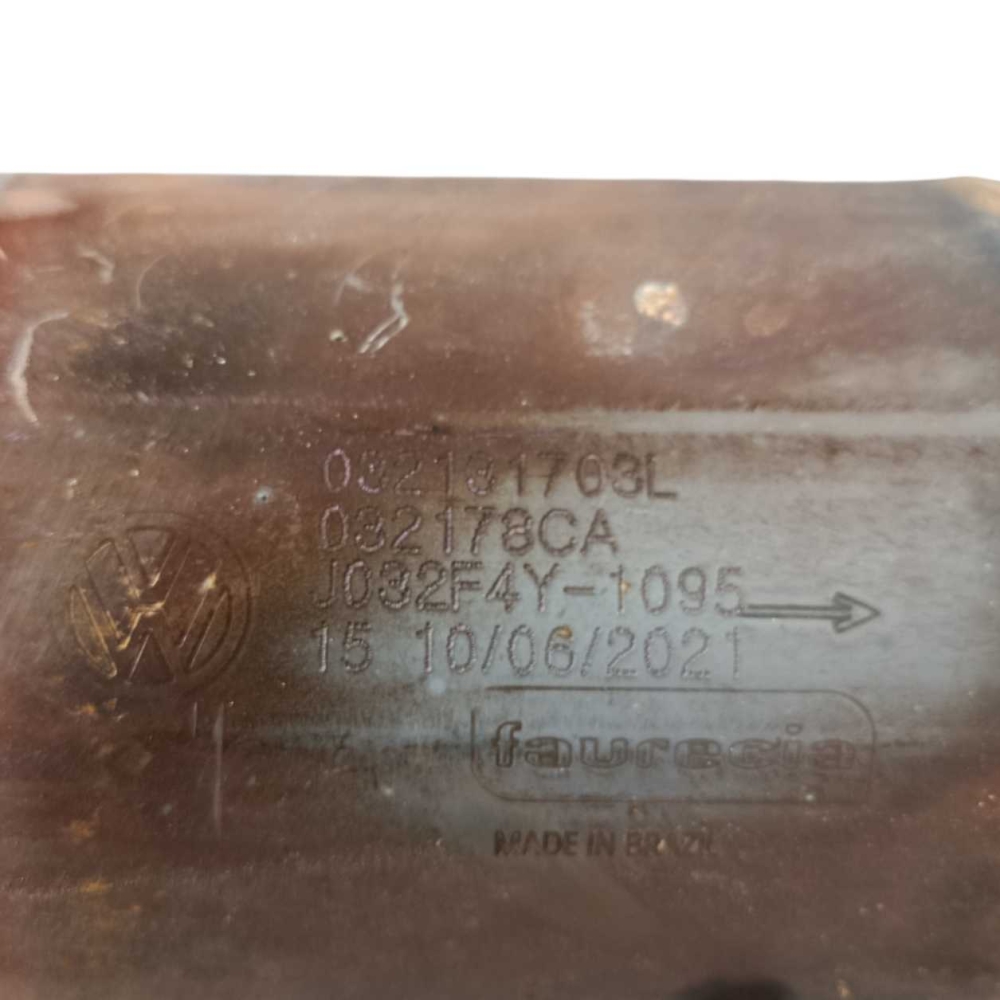 032131703L
032178CA
J032F4Y-1095
15 10/06/2021
faurecia
MADE IN BRAZIL